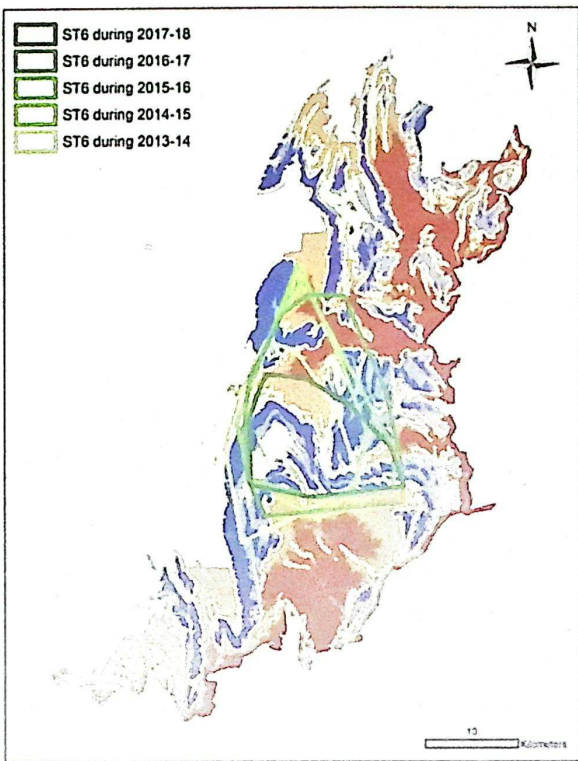 ST6 during 2017-18
ST6 during 2016-17
ST6 during 2015-16
ST6 during 2014-15
ST6 during 2013-14
N
10
Kilometers